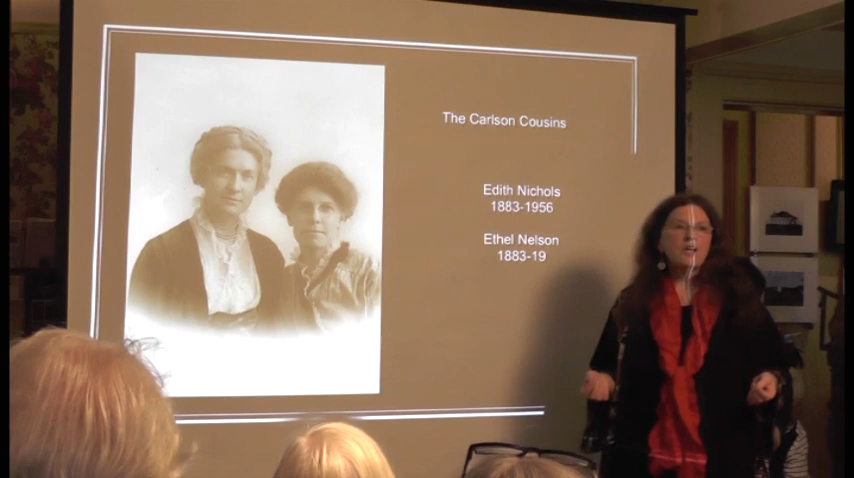 The Carlson Cousins
Edith Nichols
1883-1956
Ethel Nelson
1883-19